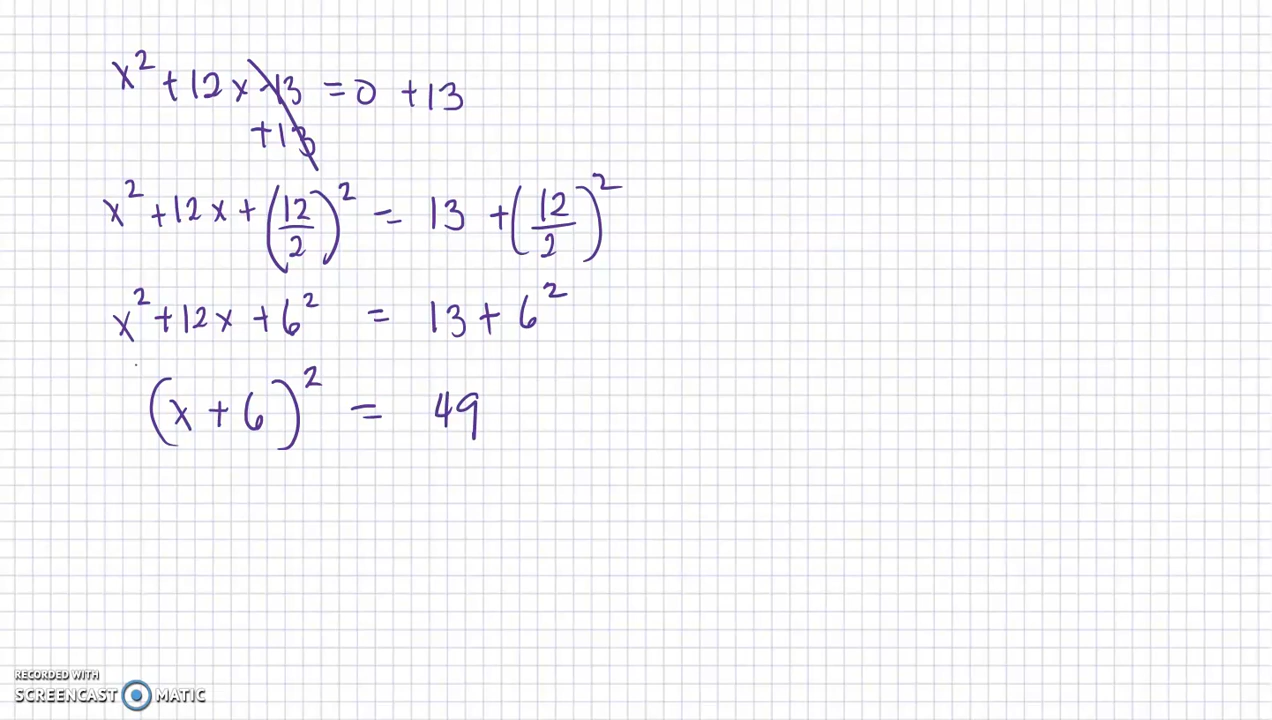 x² + 12x - 13 = 0 + 13
+13
x² + 12x + (12/2)² = 13 + (12/2)²
x² + 12x + 6² = 13 + 6²
(x + 6)² = 49
RECORDED WITH
SCREENCAST MATIC